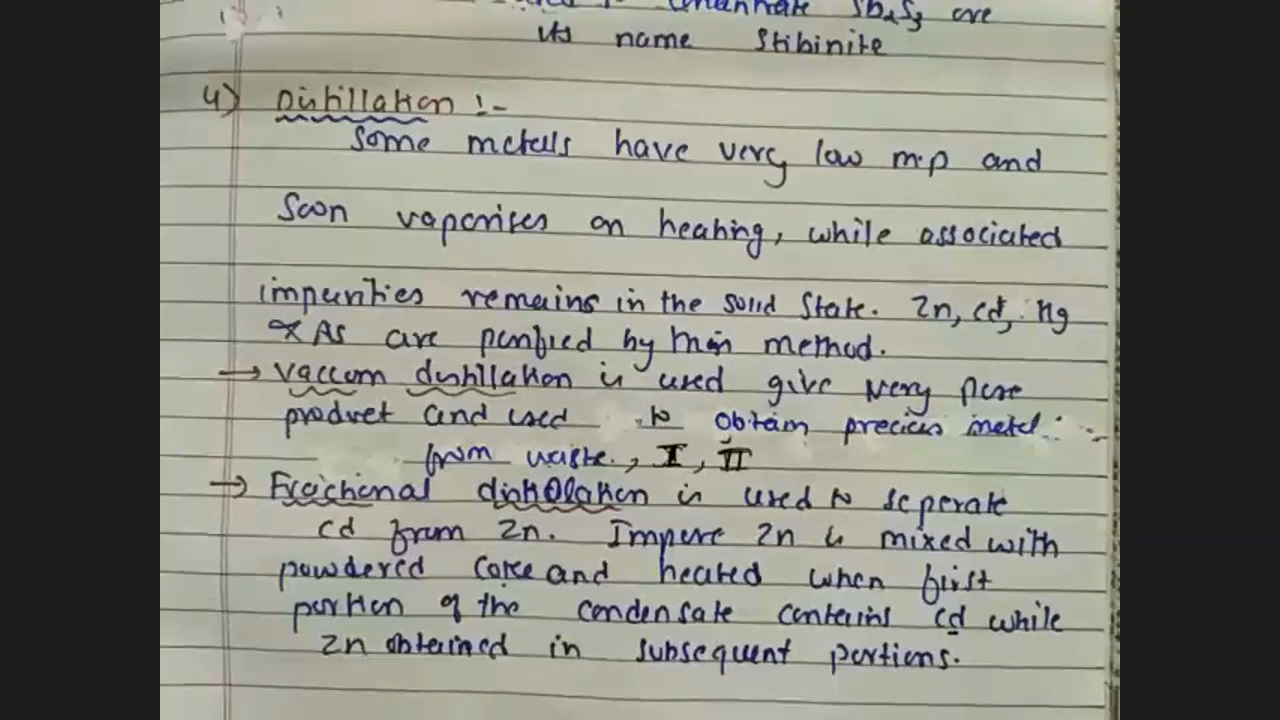 Sb2S3 are
its name Stibinite
4) Distillation :-
Some metals have very low m.p and
Soon vaporises on heating, while associated
impurities remains in the solid State. Zn, Cd, Hg
& As are purified by this method.
→ Vaccum distillation is used give very pure
product and used to obtain precious metal
from waste., I, II
→ Fractional distillation is used to seperate
Cd from Zn. Impure Zn is mixed with
powdered coke and heated when first
portion of the condensate contains Cd while
Zn obtained in subsequent portions.